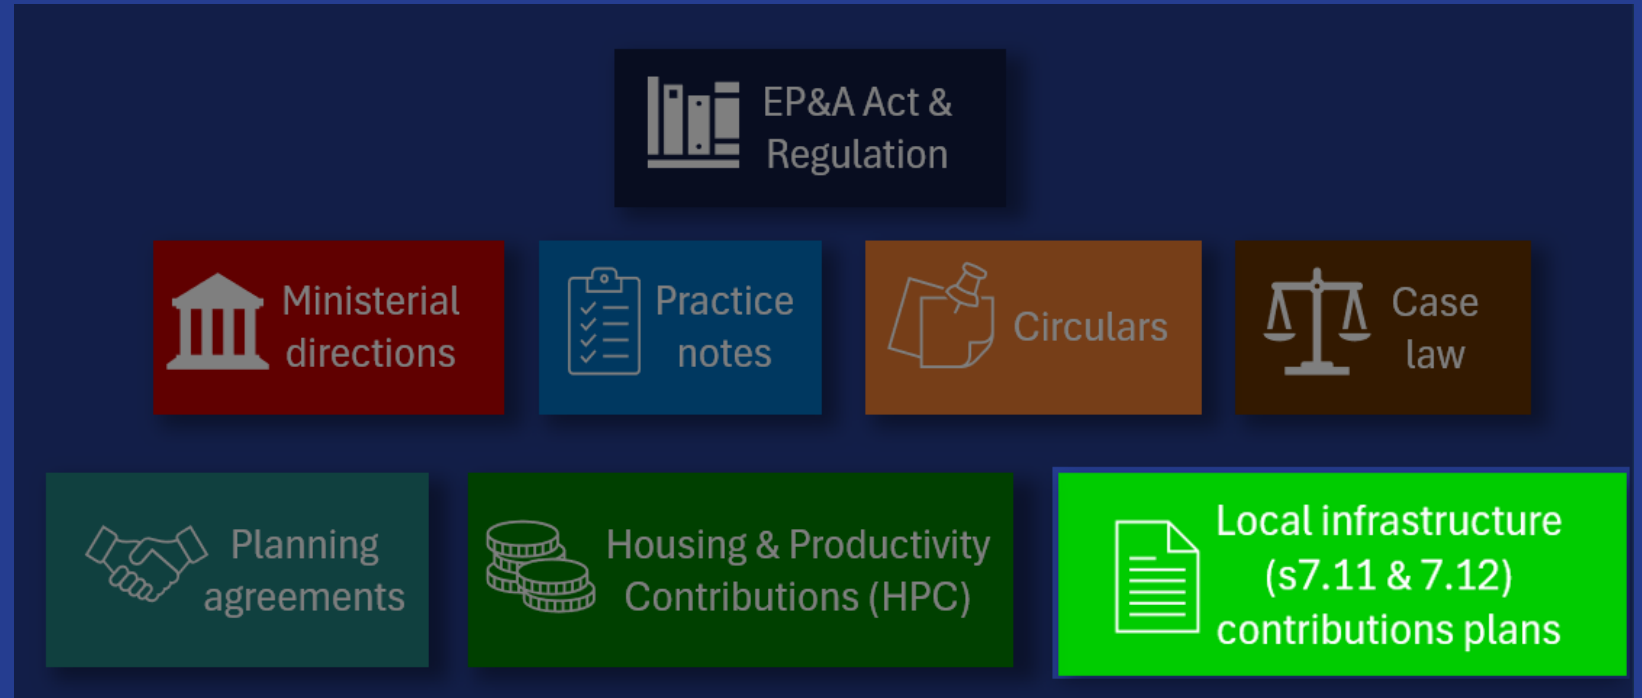 EP&A Act &
Regulation
Ministerial
directions
Practice
notes
Circulars
Case
law
Planning
agreements
Housing & Productivity
Contributions (HPC)
Local infrastructure
(s7.11 & 7.12)
contributions plans